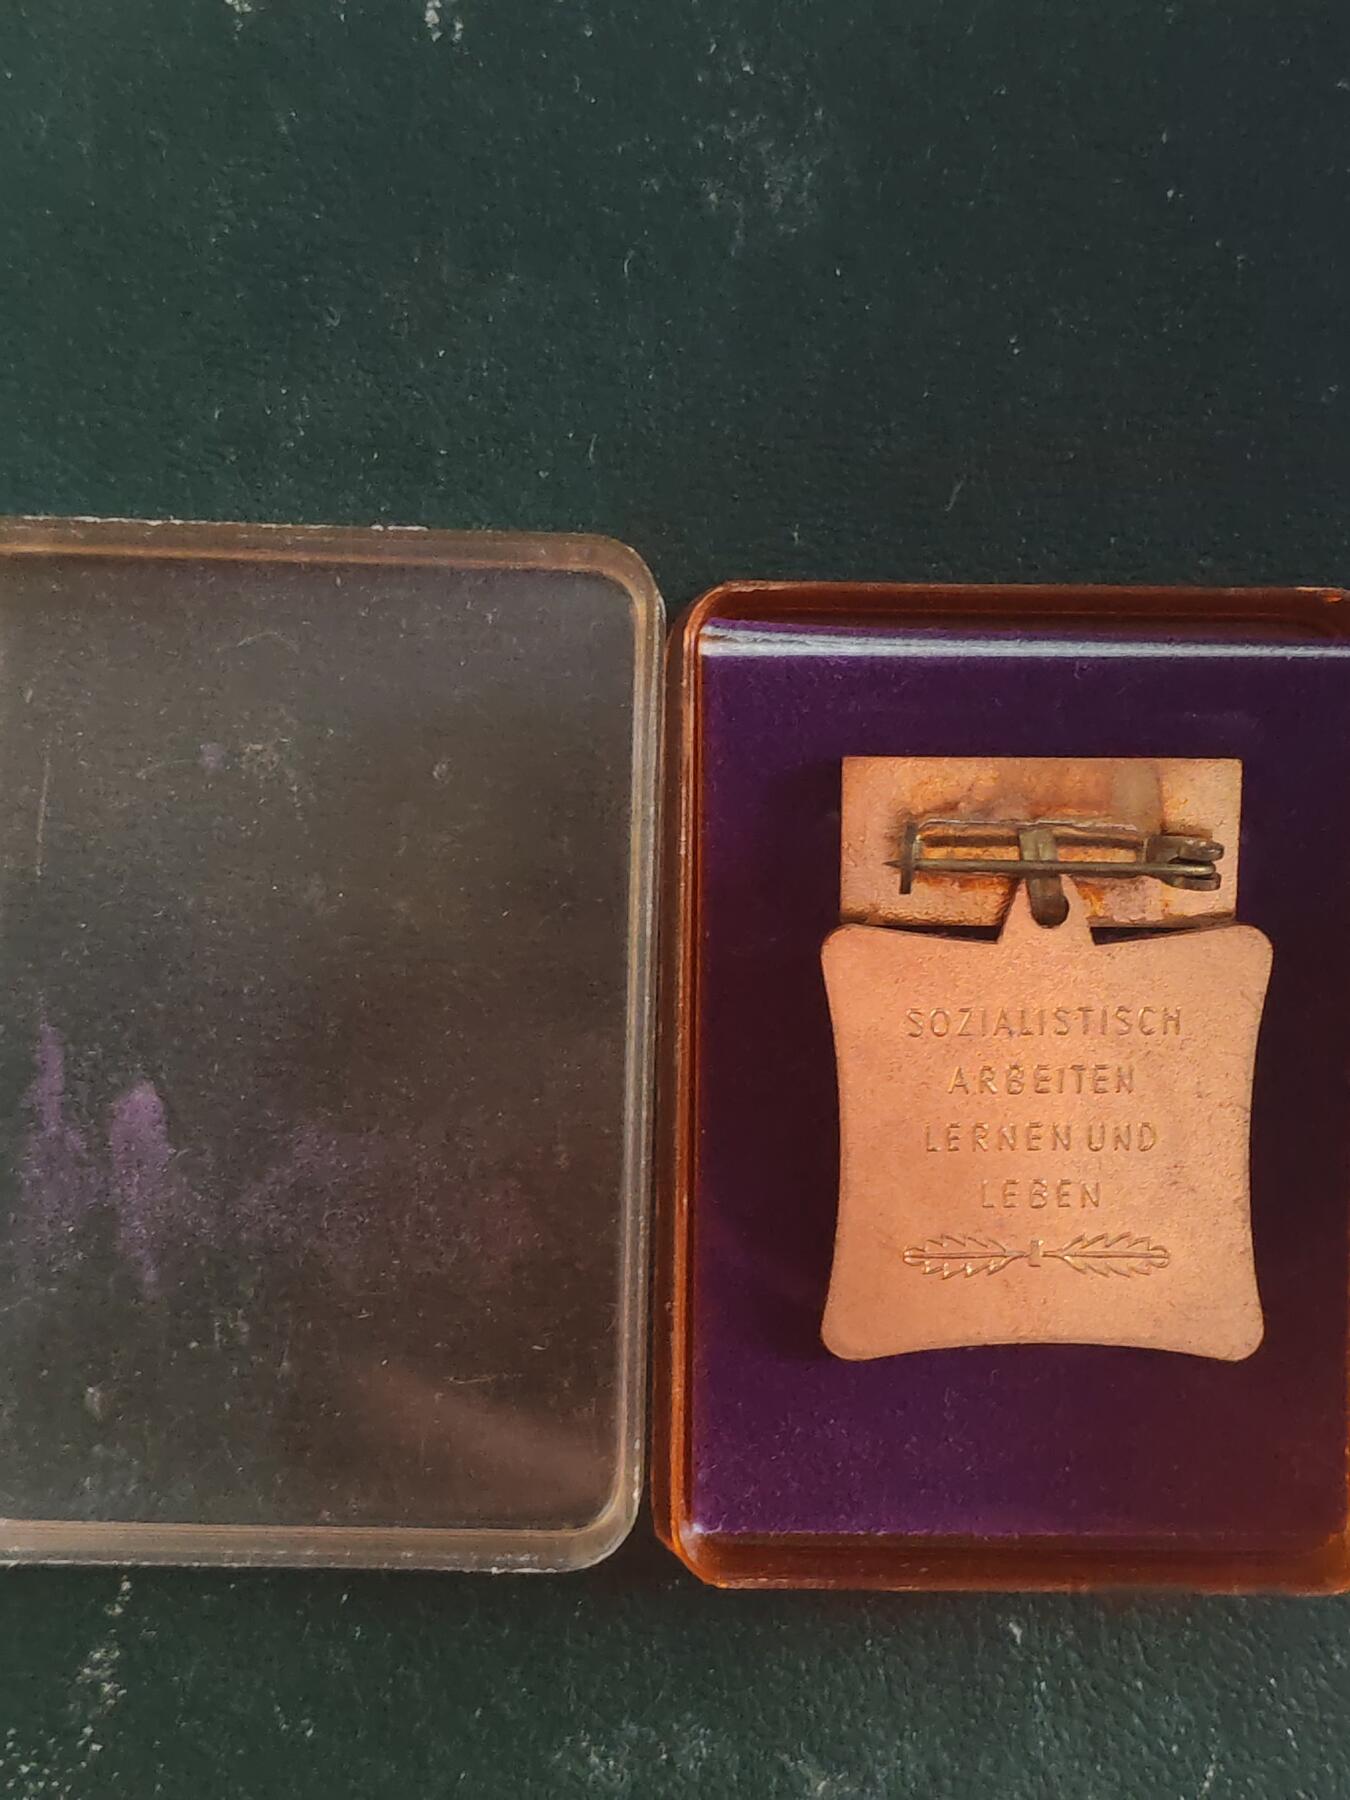 SOZIALISTISCH
ARBEITEN
LERNEN UND
LEBEN